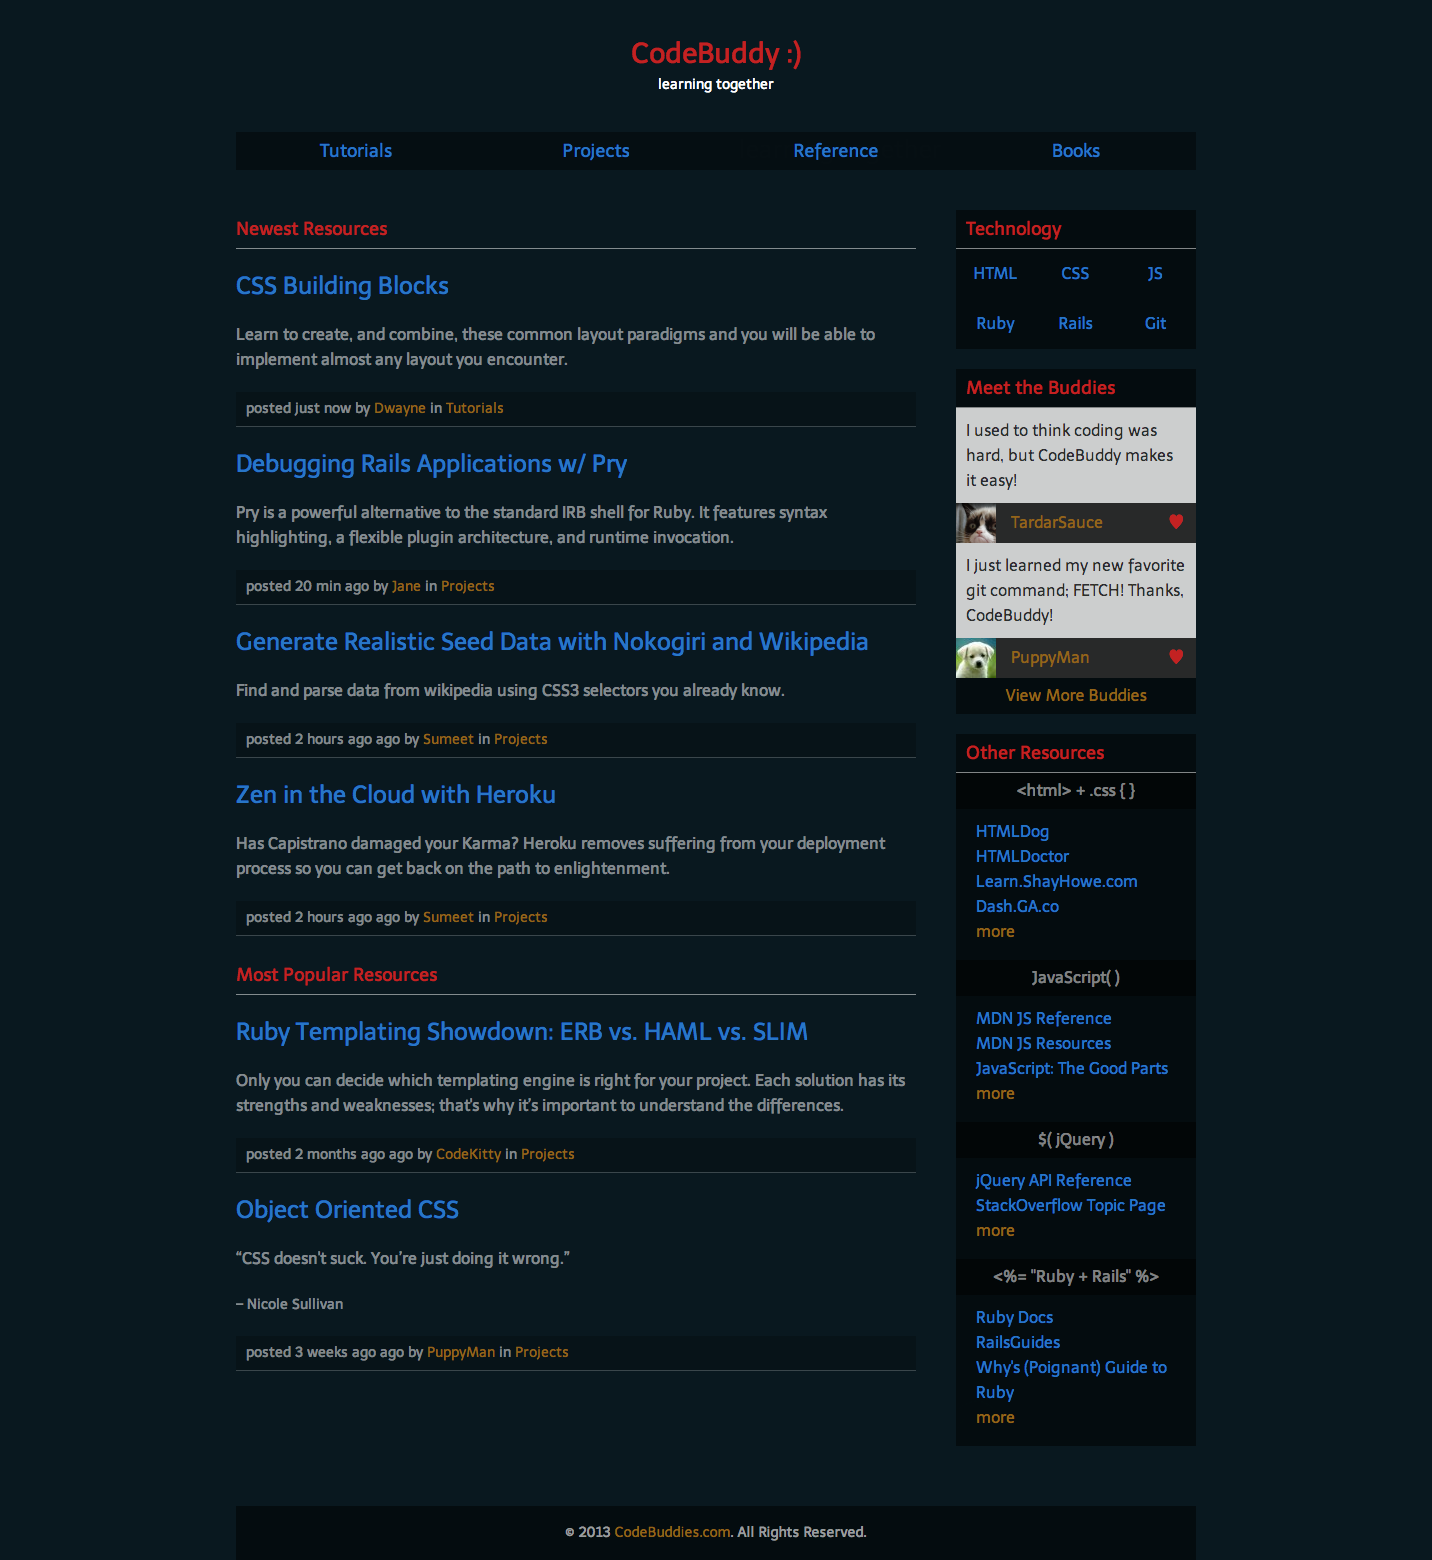 CodeBuddy :)
learning together
Tutorials Projects Reference Books
Newest Resources
CSS Building Blocks
Learn to create, and combine, these common layout paradigms and you will be able to
implement almost any layout you encounter.
posted just now by Dwayne in Tutorials
Debugging Rails Applications w/ Pry
Pry is a powerful alternative to the standard IRB shell for Ruby. It features syntax
highlighting, a flexible plugin architecture, and runtime invocation.
posted 20 min ago by Jane in Projects
Generate Realistic Seed Data with Nokogiri and Wikipedia
Find and parse data from wikipedia using CSS3 selectors you already know.
posted 2 hours ago ago by Sumeet in Projects
Zen in the Cloud with Heroku
Has Capistrano damaged your Karma? Heroku removes suffering from your deployment
process so you can get back on the path to enlightenment.
posted 2 hours ago ago by Sumeet in Projects
Most Popular Resources
Ruby Templating Showdown: ERB vs. HAML vs. SLIM
Only you can decide which templating engine is right for your project. Each solution has its
strengths and weaknesses; that's why it's important to understand the differences.
posted 2 months ago ago by CodeKitty in Projects
Object Oriented CSS
“CSS doesn't suck. You're just doing it wrong.”
– Nicole Sullivan
posted 3 weeks ago ago by PuppyMan in Projects
Technology
HTML CSS JS
Ruby Rails Git
Meet the Buddies
I used to think coding was
hard, but CodeBuddy makes
it easy!
TardarSauce
I just learned my new favorite
git command; FETCH! Thanks,
CodeBuddy!
PuppyMan
View More Buddies
Other Resources
<html> + .css { }
HTMLDog
HTMLDoctor
Learn.ShayHowe.com
Dash.GA.co
more
JavaScript( )
MDN JS Reference
MDN JS Resources
JavaScript: The Good Parts
more
$( jQuery )
jQuery API Reference
StackOverflow Topic Page
more
<%= "Ruby + Rails" %>
Ruby Docs
RailsGuides
Why's (Poignant) Guide to
Ruby
more
© 2013 CodeBuddies.com. All Rights Reserved.